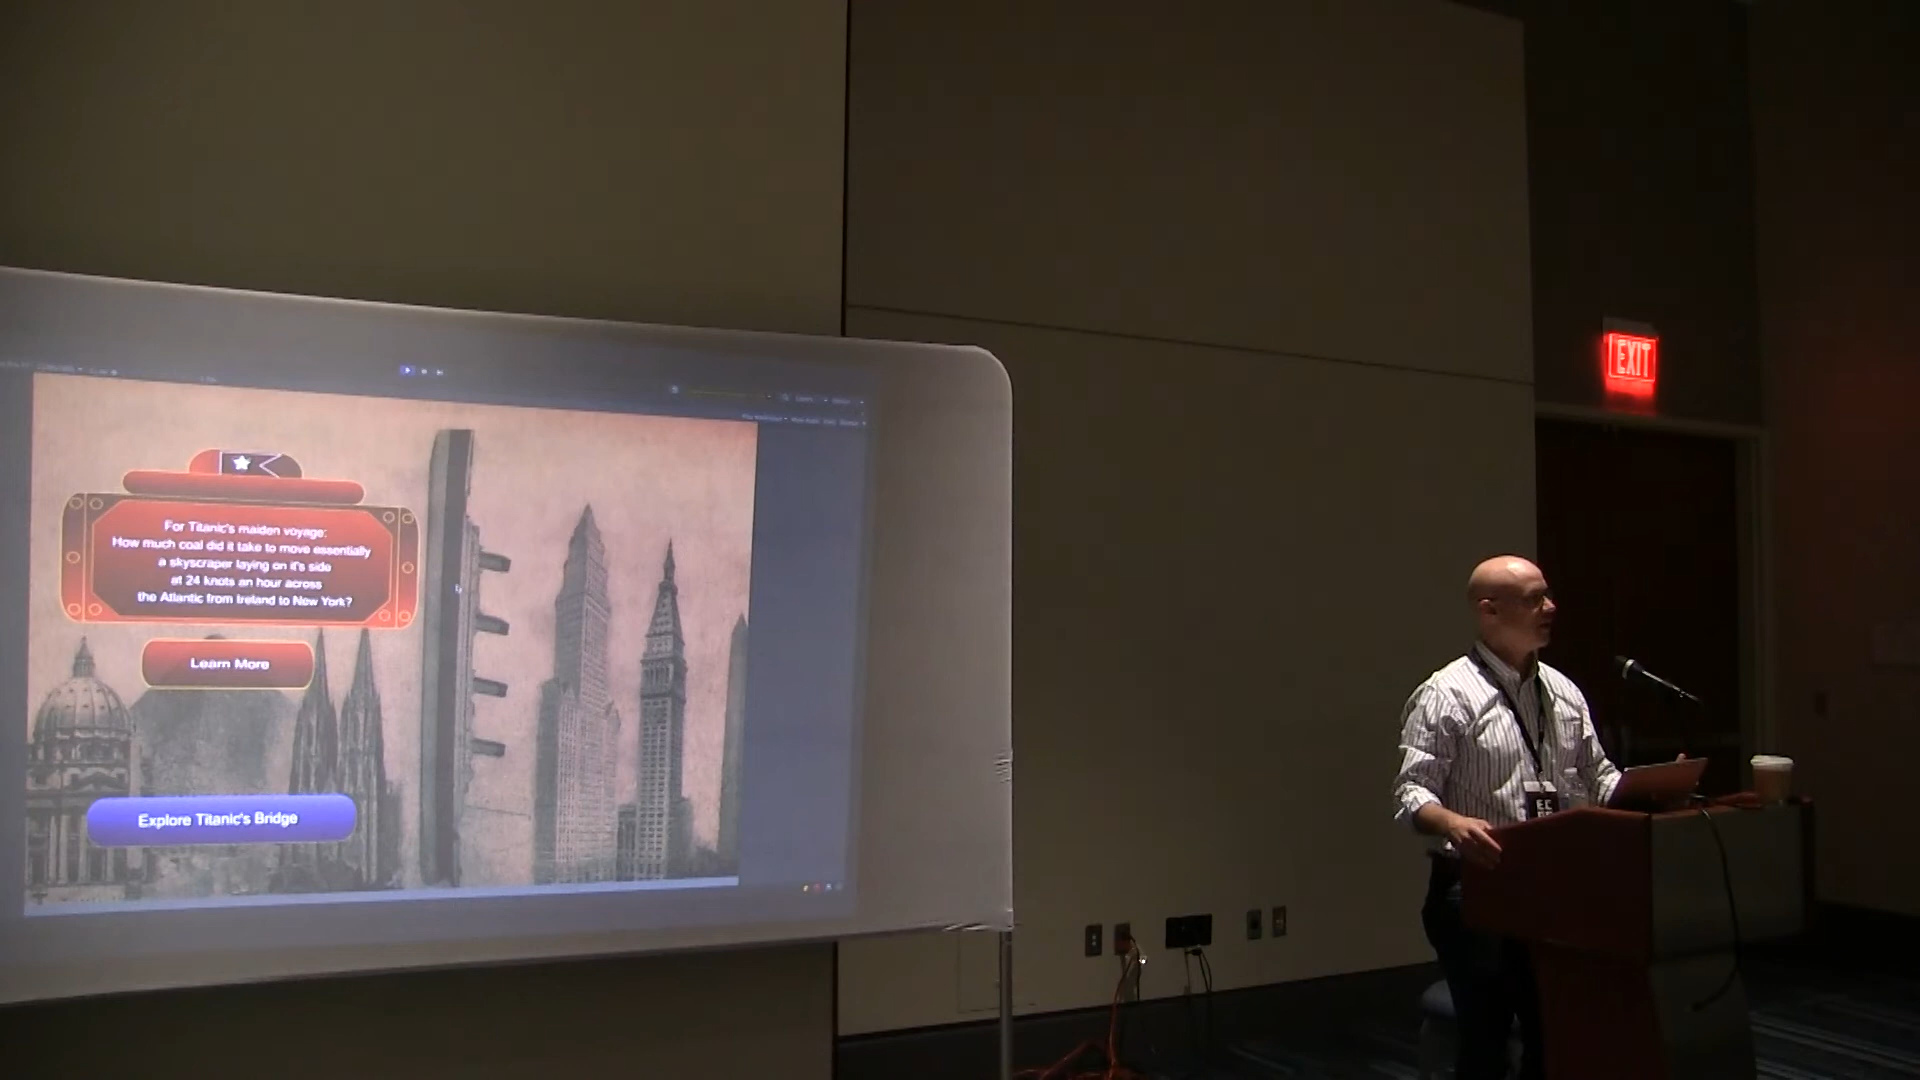 For Titanic's maiden voyage:
How much coal did it take to move essentially
a skyscraper laying on it's side
at 24 knots an hour across
the Atlantic from Ireland to New York?
Learn More
Explore Titanic's Bridge
EXIT
EC